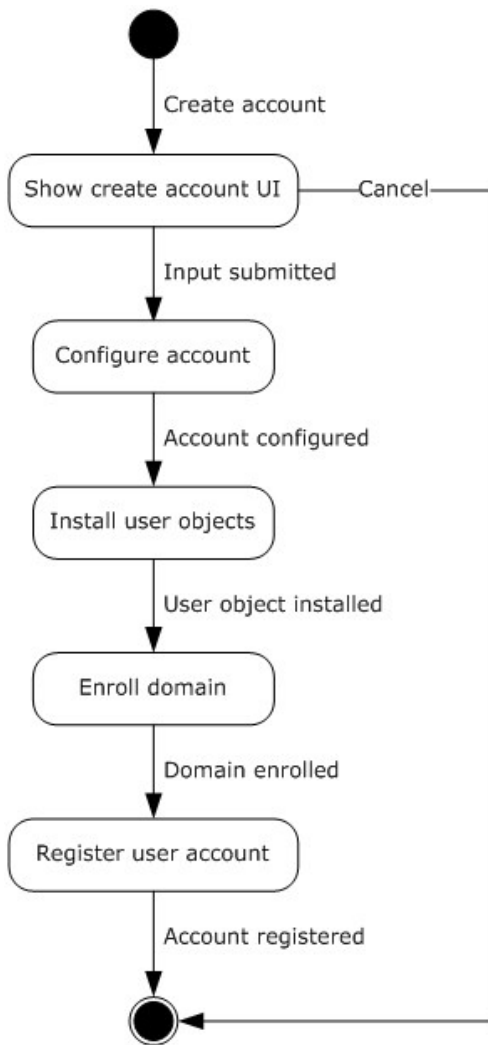 Create account
Show create account UI
Cancel
Input submitted
Configure account
Account configured
Install user objects
User object installed
Enroll domain
Domain enrolled
Register user account
Account registered